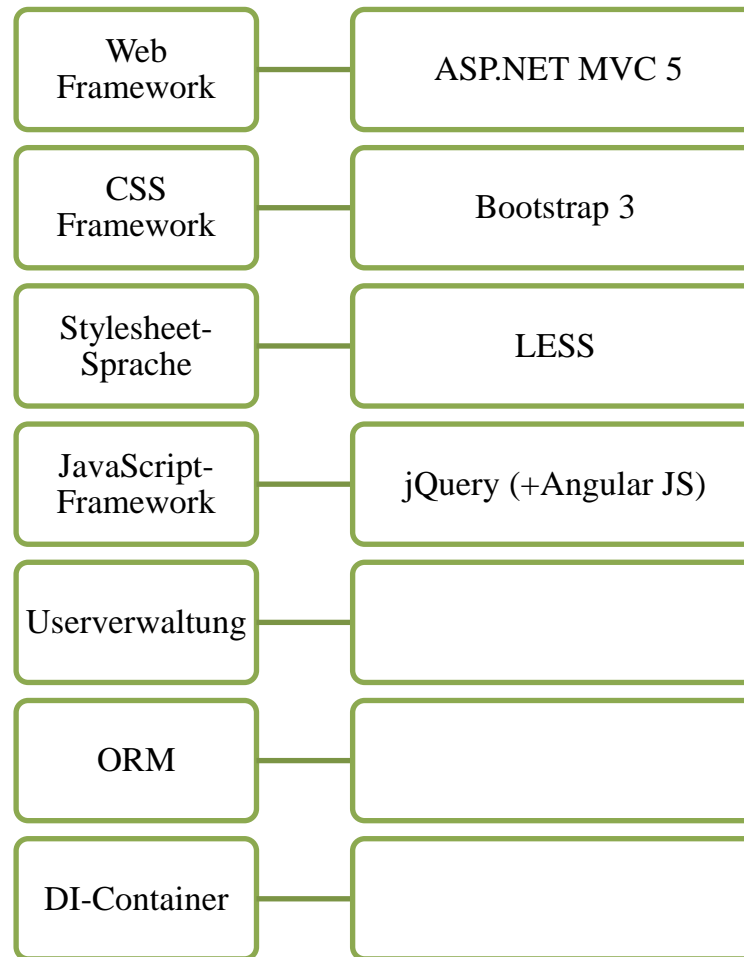 Web
Framework
ASP.NET MVC 5
CSS
Framework
Bootstrap 3
Stylesheet-
Sprache
LESS
JavaScript-
Framework
jQuery (+Angular JS)
Userverwaltung
ORM
DI-Container